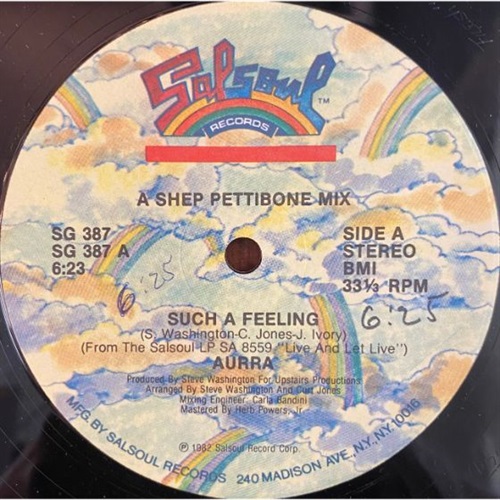 Salsoul TM
RECORDS
A SHEP PETTIBONE MIX
SG 387
SG 387 A
6:23
6:25
SIDE A
STEREO
BMI
33⅓ RPM
6:25
SUCH A FEELING
(S. Washington-C. Jones-J. Ivory)
(From The Salsoul-LP SA 8559 "Live And Let Live")
AURRA
Produced By Steve Washington For Upstairs Productions
Arranged By Steve Washington And Curt Jones
Mixing Engineer: Carla Bandini
Mastered By Herb Powers, Jr.
℗ 1982 Salsoul Record Corp.
MFG. BY SALSOUL RECORDS 240 MADISON AVE., N.Y., N.Y. 10016